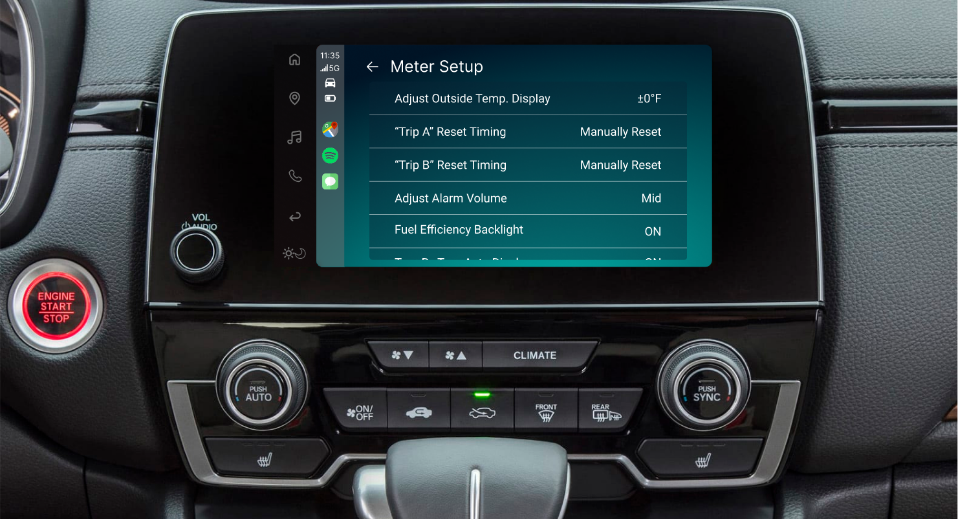 11:35
5G
← Meter Setup
Adjust Outside Temp. Display ±0°F
“Trip A” Reset Timing Manually Reset
“Trip B” Reset Timing Manually Reset
Adjust Alarm Volume Mid
Fuel Efficiency Backlight ON
VOL
AUDIO
ENGINE
START
STOP
CLIMATE
PUSH
AUTO
ON/
OFF
FRONT
REAR
PUSH
SYNC